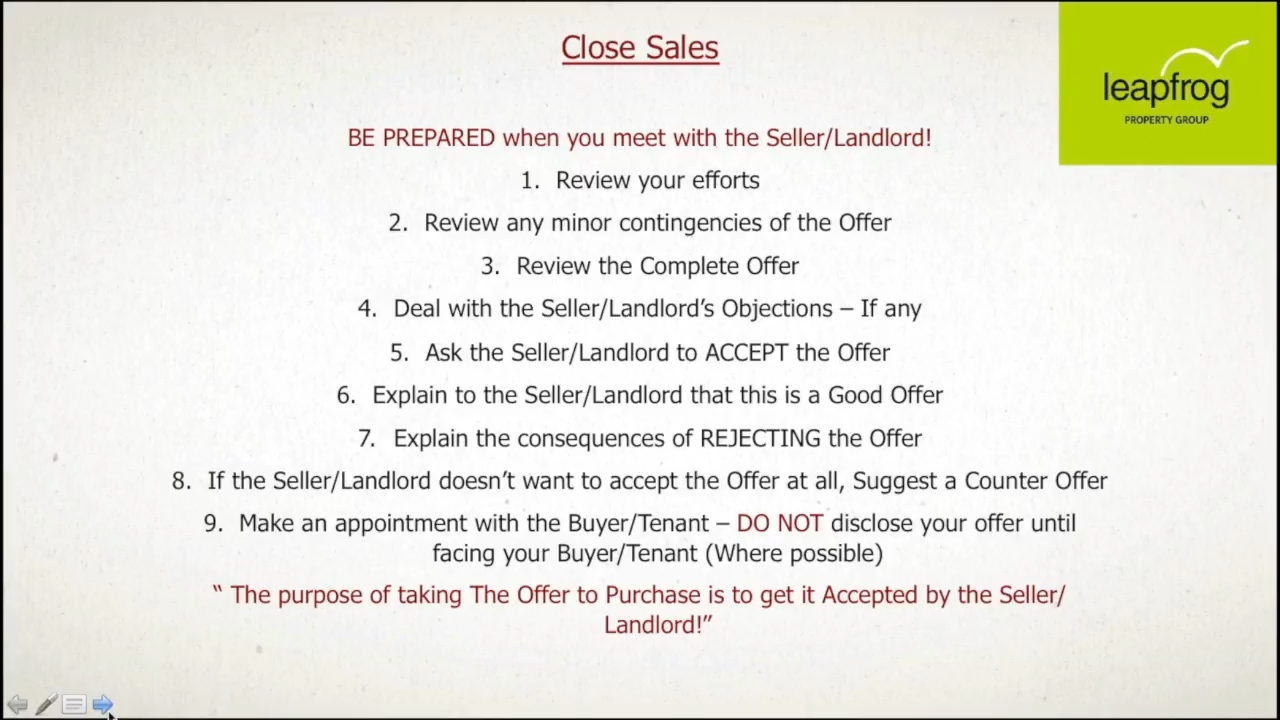 Close Sales
leapfrog
PROPERTY GROUP
BE PREPARED when you meet with the Seller/Landlord!
1. Review your efforts
2. Review any minor contingencies of the Offer
3. Review the Complete Offer
4. Deal with the Seller/Landlord’s Objections – If any
5. Ask the Seller/Landlord to ACCEPT the Offer
6. Explain to the Seller/Landlord that this is a Good Offer
7. Explain the consequences of REJECTING the Offer
8. If the Seller/Landlord doesn’t want to accept the Offer at all, Suggest a Counter Offer
9. Make an appointment with the Buyer/Tenant – DO NOT disclose your offer until
facing your Buyer/Tenant (Where possible)
“ The purpose of taking The Offer to Purchase is to get it Accepted by the Seller/
Landlord!”